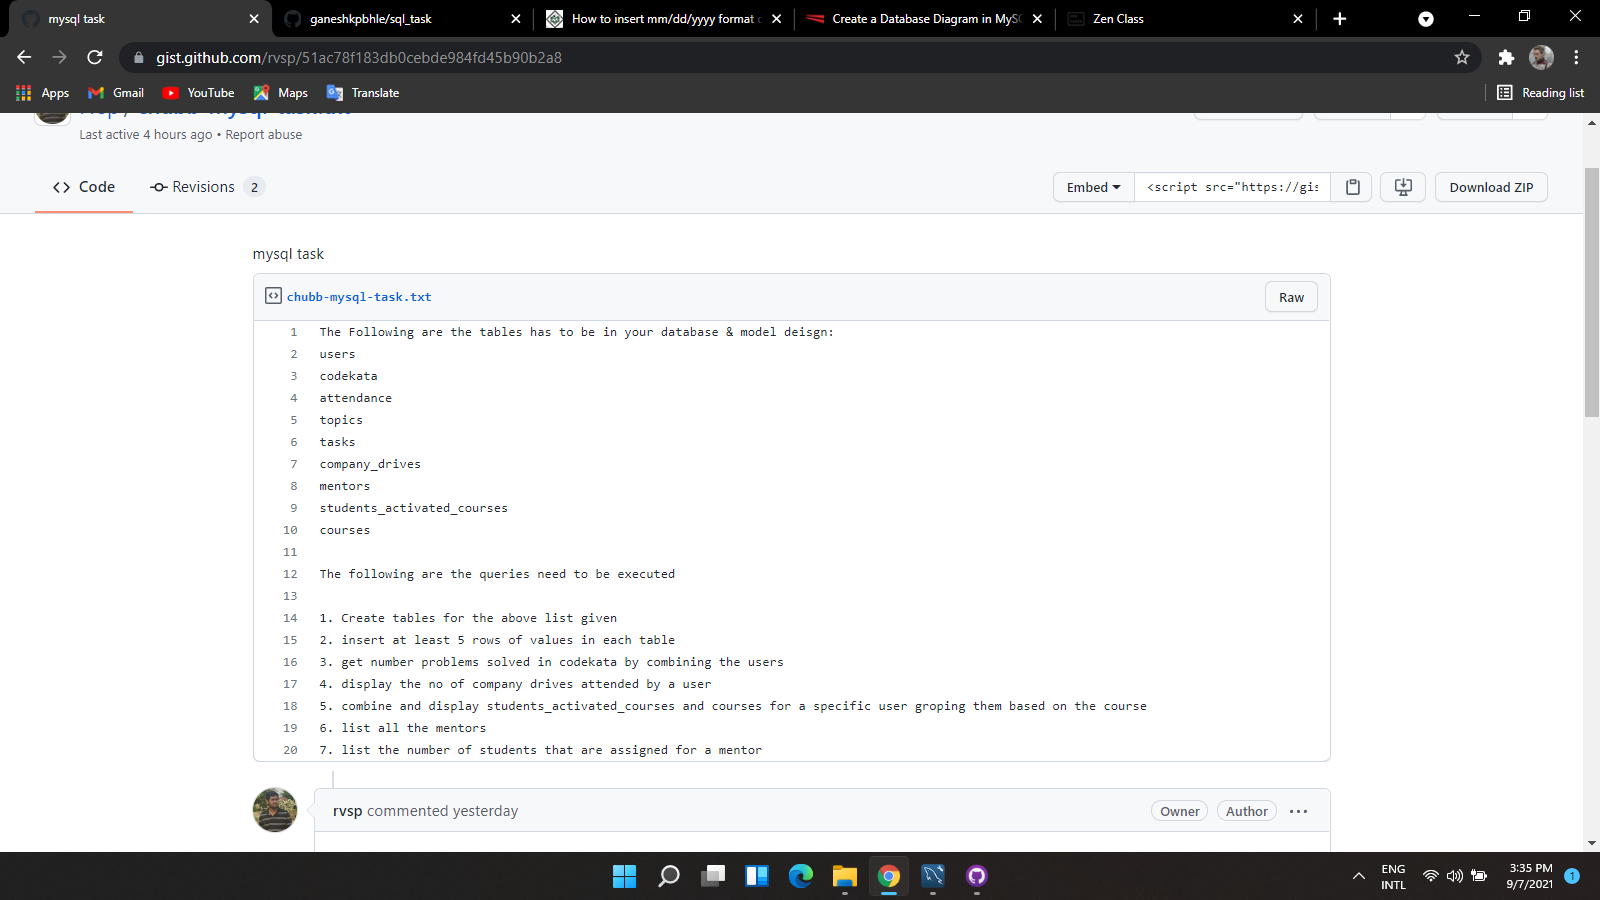 mysql task
ganeshkpbhle/sql_task
How to insert mm/dd/yyyy format
Create a Database Diagram in MySQ
Zen Class
gist.github.com/rvsp/51ac78f183db0cebde984fd45b90b2a8
Apps
Gmail
YouTube
Maps
Translate
Reading list
Last active 4 hours ago • Report abuse
Code
Revisions 2
Embed
<script src="https://gis
Download ZIP
mysql task
chubb-mysql-task.txt
Raw
1 The Following are the tables has to be in your database & model deisgn:
2 users
3 codekata
4 attendance
5 topics
6 tasks
7 company_drives
8 mentors
9 students_activated_courses
10 courses
11
12 The following are the queries need to be executed
13
14 1. Create tables for the above list given
15 2. insert at least 5 rows of values in each table
16 3. get number problems solved in codekata by combining the users
17 4. display the no of company drives attended by a user
18 5. combine and display students_activated_courses and courses for a specific user groping them based on the course
19 6. list all the mentors
20 7. list the number of students that are assigned for a mentor
rvsp commented yesterday
Owner
Author
ENG
INTL
3:35 PM
9/7/2021
1